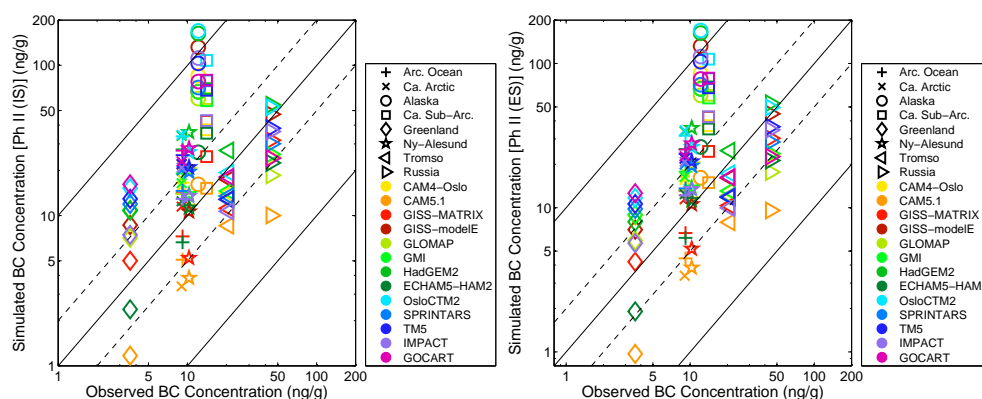 Simulated BC Concentration [Ph II (IS)] (ng/g)
200
100
50
10
5
1
1 5 10 50 100 200
Observed BC Concentration (ng/g)
Arc. Ocean
Ca. Arctic
Alaska
Ca. Sub−Arc.
Greenland
Ny−Alesund
Tromso
Russia
CAM4−Oslo
CAM5.1
GISS−MATRIX
GISS−modelE
GLOMAP
GMI
HadGEM2
ECHAM5−HAM2
OsloCTM2
SPRINTARS
TM5
IMPACT
GOCART
Simulated BC Concentration [Ph II (ES)] (ng/g)
200
100
50
10
5
1
1 5 10 50 100 200
Observed BC Concentration (ng/g)
Arc. Ocean
Ca. Arctic
Alaska
Ca. Sub−Arc.
Greenland
Ny−Alesund
Tromso
Russia
CAM4−Oslo
CAM5.1
GISS−MATRIX
GISS−modelE
GLOMAP
GMI
HadGEM2
ECHAM5−HAM
OsloCTM2
SPRINTARS
TM5
IMPACT
GOCART